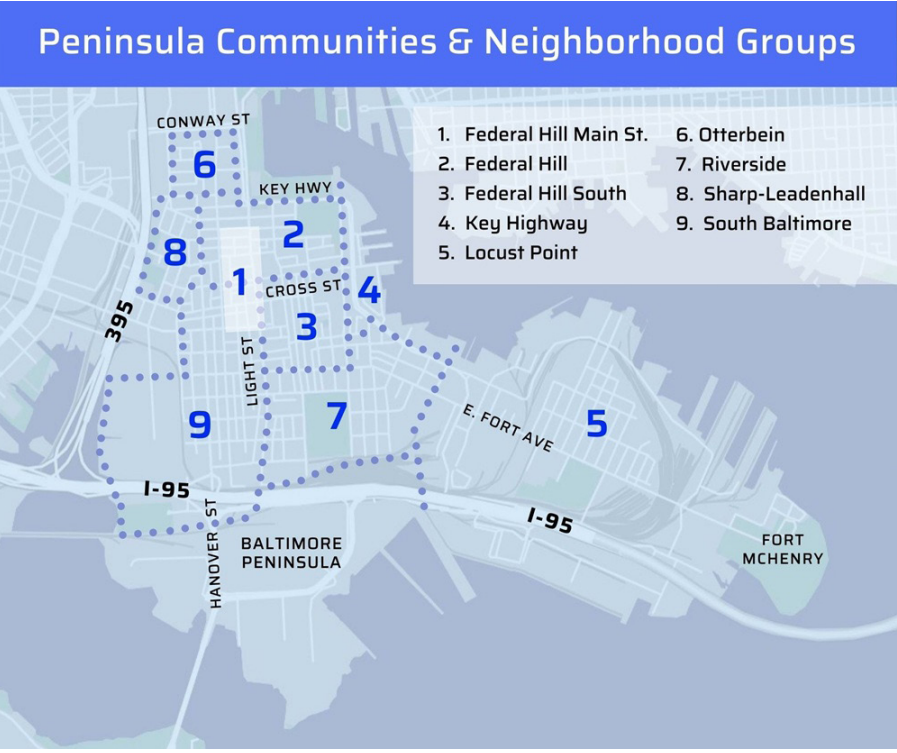 Peninsula Communities & Neighborhood Groups
CONWAY ST
1. Federal Hill Main St.
2. Federal Hill
3. Federal Hill South
4. Key Highway
5. Locust Point
6. Otterbein
7. Riverside
8. Sharp-Leadenhall
9. South Baltimore
6
KEY HWY
2
8
1
CROSS ST
4
395
3
LIGHT ST
7
9
E. FORT AVE
5
I-95
HANOVER ST
I-95
BALTIMORE
PENINSULA
FORT
MCHENRY